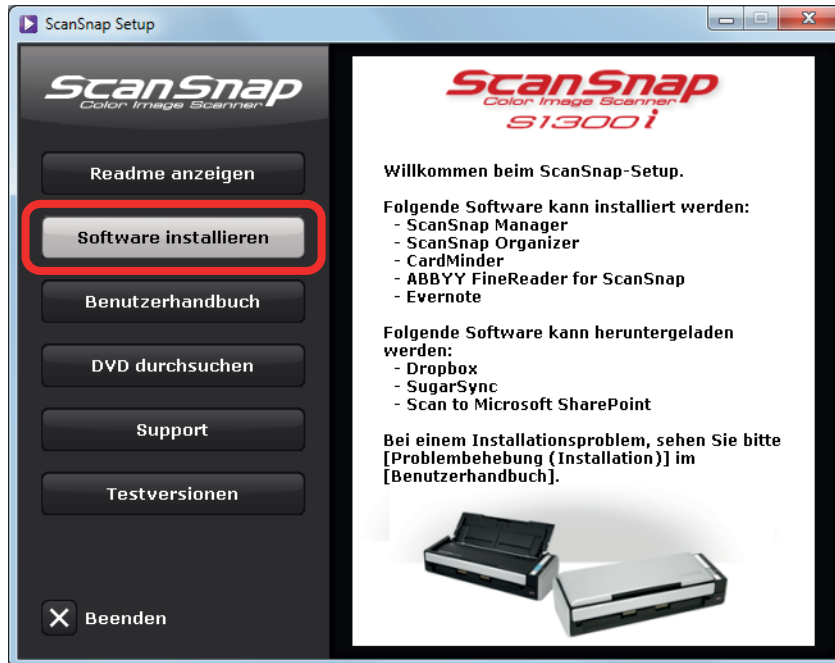 ScanSnap Setup
ScanSnap
Color Image Scanner
Readme anzeigen
Software installieren
Benutzerhandbuch
DVD durchsuchen
Support
Testversionen
Beenden
ScanSnap
Color Image Scanner
S1300i
Willkommen beim ScanSnap-Setup.
Folgende Software kann installiert werden:
- ScanSnap Manager
- ScanSnap Organizer
- CardMinder
- ABBYY FineReader for ScanSnap
- Evernote
Folgende Software kann heruntergeladen
werden:
- Dropbox
- SugarSync
- Scan to Microsoft SharePoint
Bei einem Installationsproblem, sehen Sie bitte
[Problembehebung (Installation)] im
[Benutzerhandbuch].